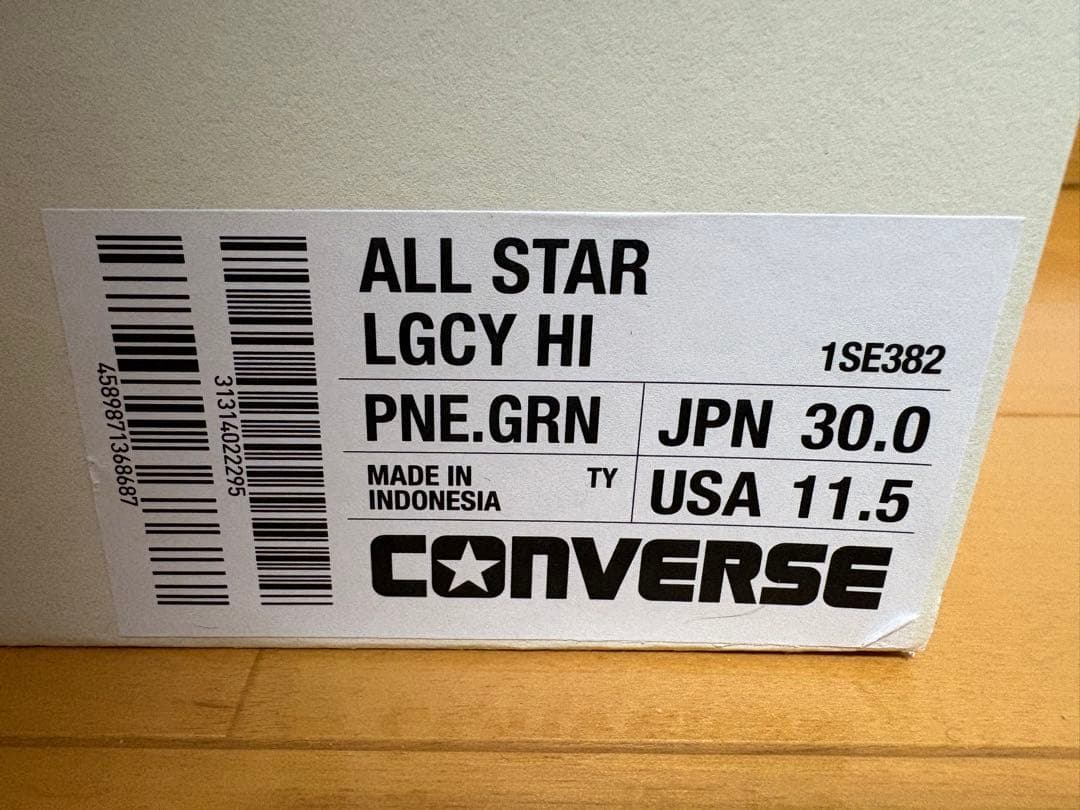 4589871368687
31314022295
ALL STAR
LGCY HI
1SE382
PNE.GRN
JPN 30.0
MADE IN
INDONESIA
TY
USA 11.5
CONVERSE